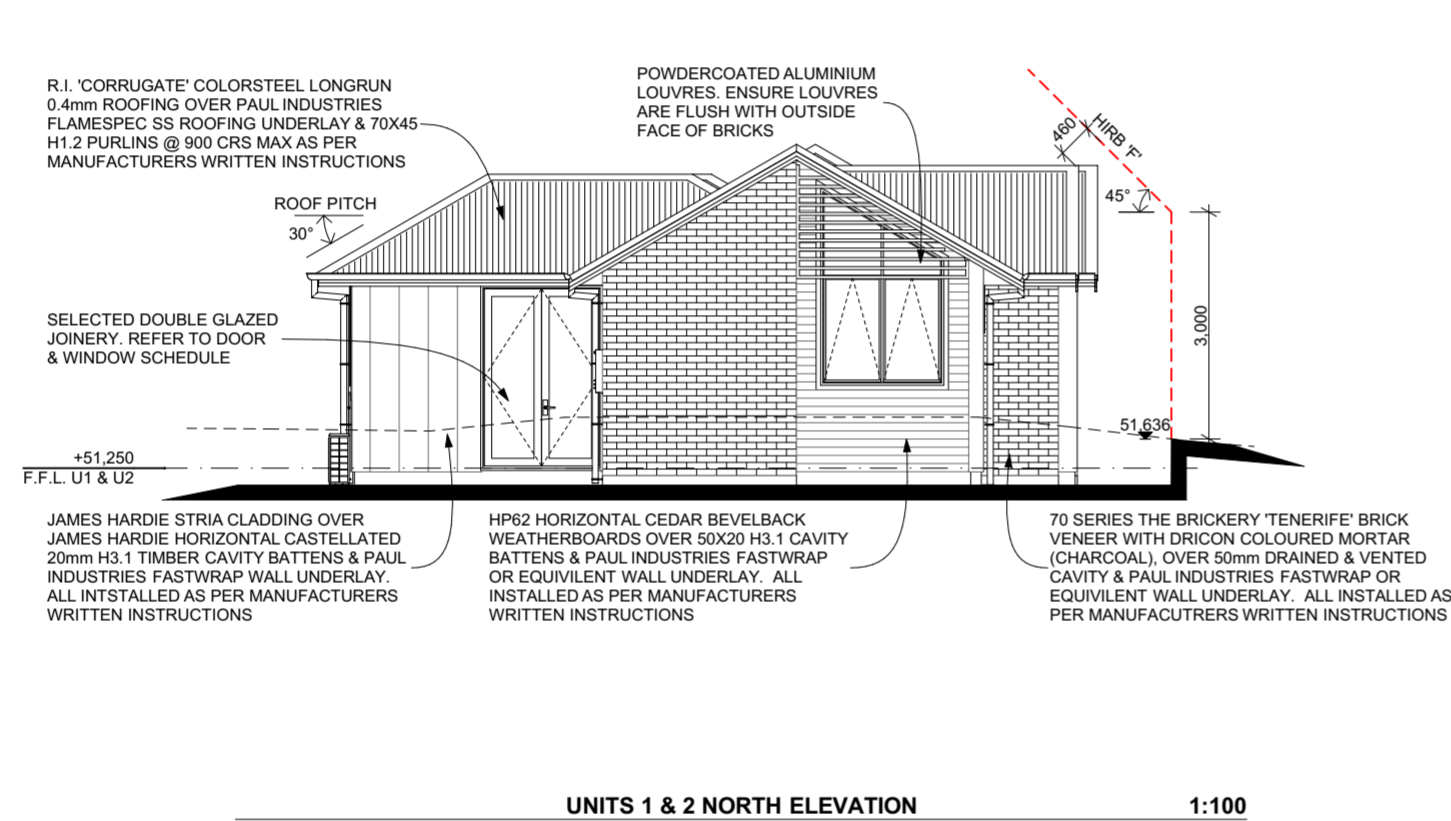 R.I. 'CORRUGATE' COLORSTEEL LONGRUN
0.4mm ROOFING OVER PAUL INDUSTRIES
FLAMESPEC SS ROOFING UNDERLAY & 70X45
H1.2 PURLINS @ 900 CRS MAX AS PER
MANUFACTURERS WRITTEN INSTRUCTIONS
POWDERCOATED ALUMINIUM
LOUVRES. ENSURE LOUVRES
ARE FLUSH WITH OUTSIDE
FACE OF BRICKS
460
HIRB 'F'
45°
3,000
51,636
ROOF PITCH
30°
SELECTED DOUBLE GLAZED
JOINERY. REFER TO DOOR
& WINDOW SCHEDULE
+51,250
F.F.L. U1 & U2
JAMES HARDIE STRIA CLADDING OVER
JAMES HARDIE HORIZONTAL CASTELLATED
20mm H3.1 TIMBER CAVITY BATTENS & PAUL
INDUSTRIES FASTWRAP WALL UNDERLAY.
ALL INTSTALLED AS PER MANUFACTURERS
WRITTEN INSTRUCTIONS
HP62 HORIZONTAL CEDAR BEVELBACK
WEATHERBOARDS OVER 50X20 H3.1 CAVITY
BATTENS & PAUL INDUSTRIES FASTWRAP
OR EQUIVILENT WALL UNDERLAY. ALL
INSTALLED AS PER MANUFACTURERS
WRITTEN INSTRUCTIONS
70 SERIES THE BRICKERY 'TENERIFE' BRICK
VENEER WITH DRICON COLOURED MORTAR
(CHARCOAL), OVER 50mm DRAINED & VENTED
CAVITY & PAUL INDUSTRIES FASTWRAP OR
EQUIVILENT WALL UNDERLAY. ALL INSTALLED AS
PER MANUFACUTRERS WRITTEN INSTRUCTIONS
UNITS 1 & 2 NORTH ELEVATION 1:100